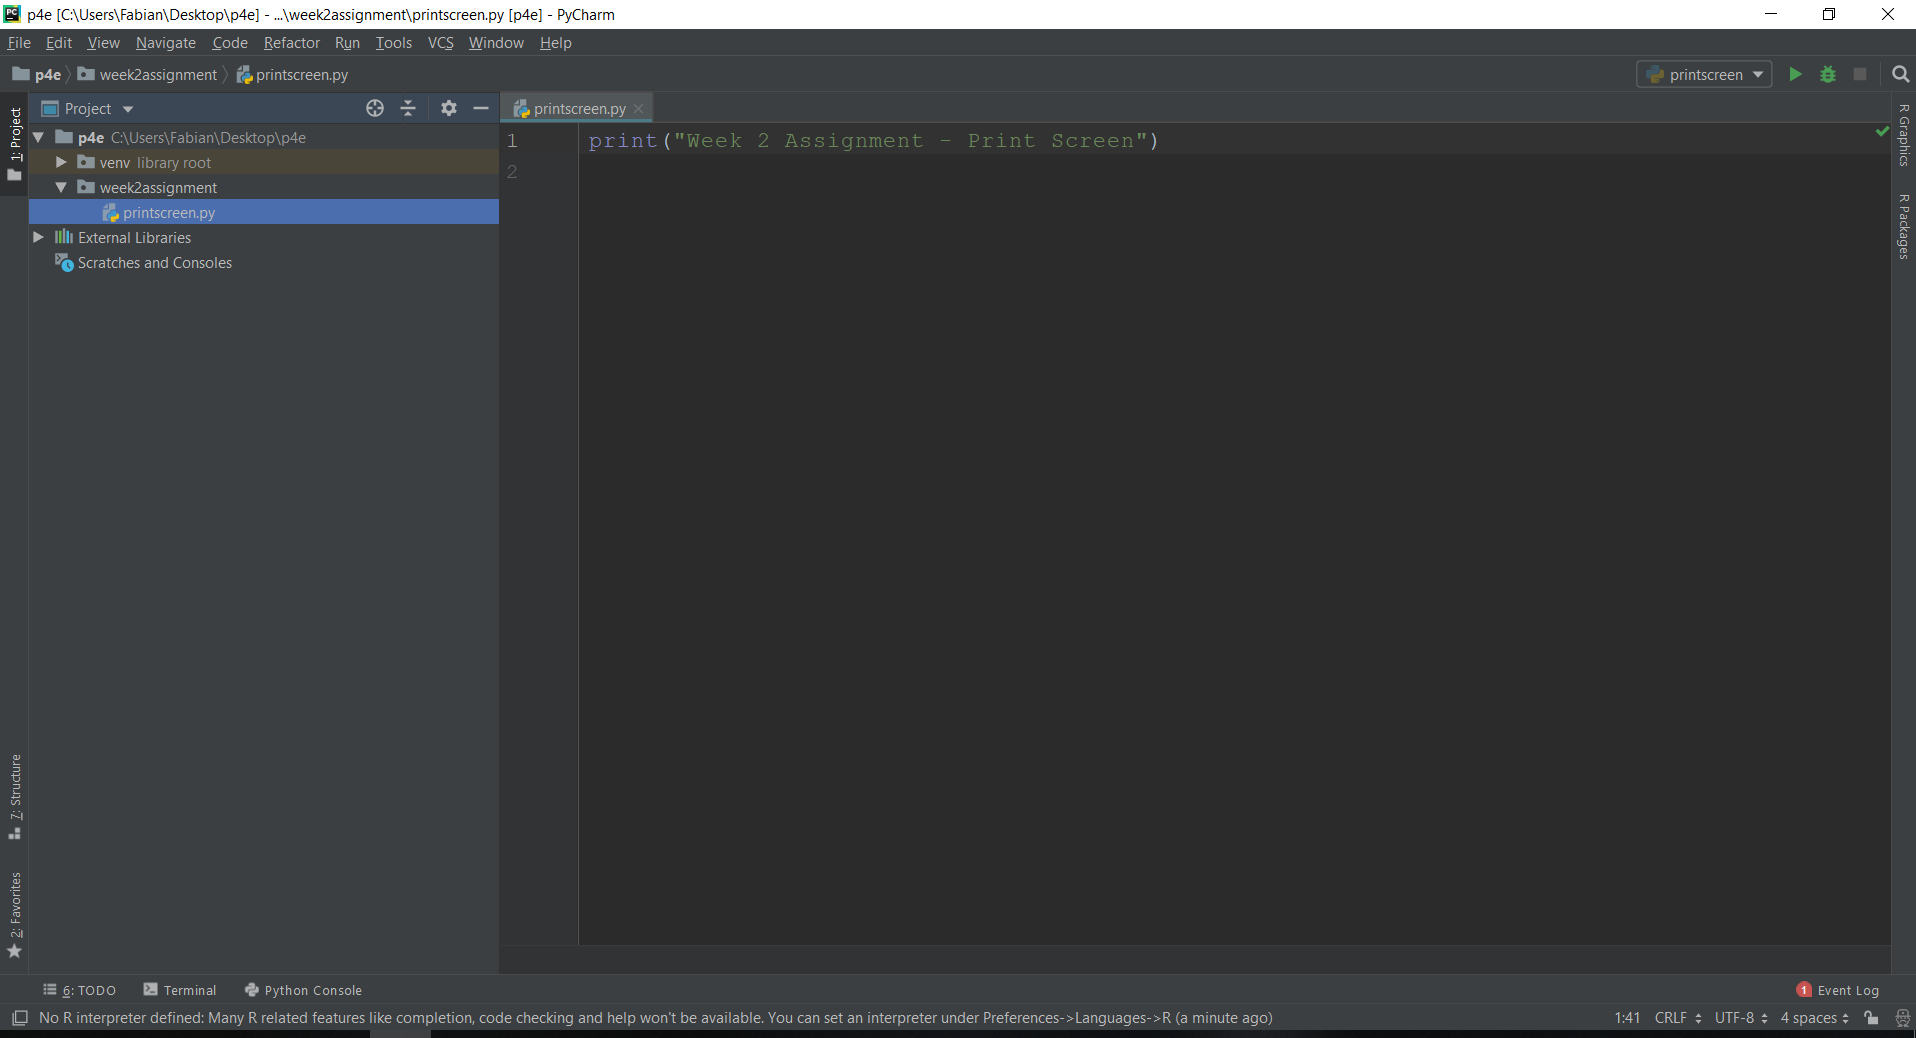 PC p4e [C:\Users\Fabian\Desktop\p4e] - ...\week2assignment\printscreen.py [p4e] - PyCharm
File Edit View Navigate Code Refactor Run Tools VCS Window Help
p4e week2assignment printscreen.py printscreen
1: Project
Project
printscreen.py
p4e C:\Users\Fabian\Desktop\p4e
venv library root
week2assignment
printscreen.py
External Libraries
Scratches and Consoles
1 print("Week 2 Assignment - Print Screen")
2
R Graphics
R Packages
7: Structure
2: Favorites
6: TODO Terminal Python Console 1 Event Log
No R interpreter defined: Many R related features like completion, code checking and help won't be available. You can set an interpreter under Preferences->Languages->R (a minute ago) 1:41 CRLF UTF-8 4 spaces